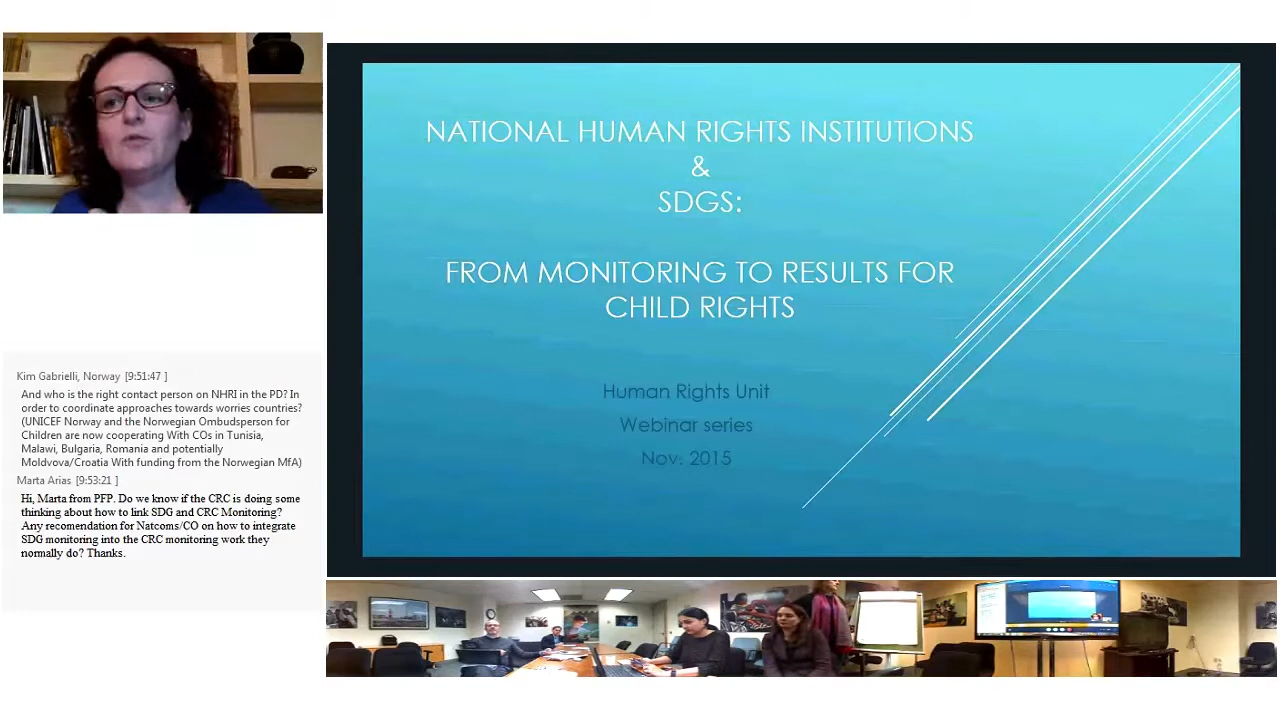 NATIONAL HUMAN RIGHTS INSTITUTIONS
&
SDGS:
FROM MONITORING TO RESULTS FOR
CHILD RIGHTS
Human Rights Unit
Webinar series
Nov. 2015
Kim Gabrielli, Norway [9:51:47 ]
And who is the right contact person on NHRI in the PD? In
order to coordinate approaches towards worries countries?
(UNICEF Norway and the Norwegian Ombudsperson for
Children are now cooperating With COs in Tunisia,
Malawi, Bulgaria, Romania and potentially
Moldvova/Croatia With funding from the Norwegian MfA)
Marta Arias [9:53:21 ]
Hi, Marta from PFP. Do we know if the CRC is doing some
thinking about how to link SDG and CRC Monitoring?
Any recomendation for Natcoms/CO on how to integrate
SDG monitoring into the CRC monitoring work they
normally do? Thanks.